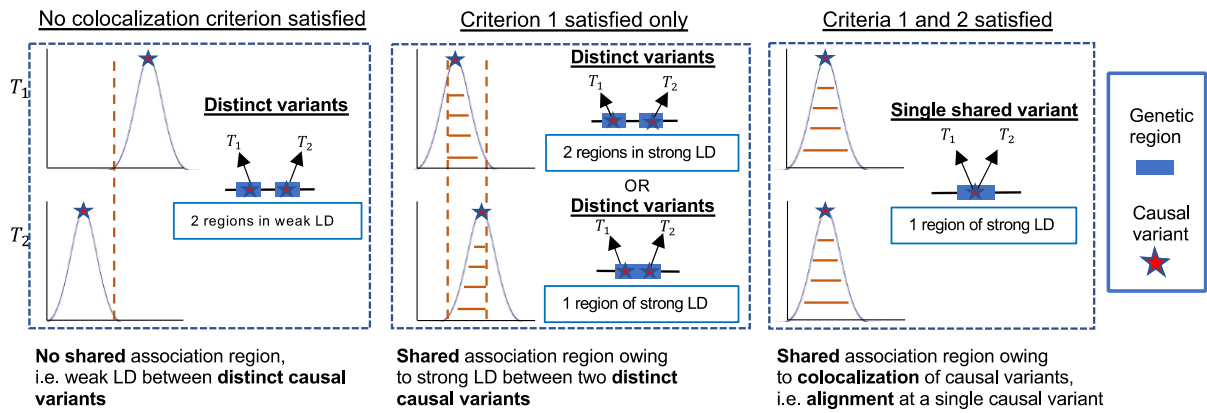 No colocalization criterion satisfied
T₁
T₂
Distinct variants
T₁ T₂
2 regions in weak LD
No shared association region,
i.e. weak LD between distinct causal
variants
Criterion 1 satisfied only
Distinct variants
T₁ T₂
2 regions in strong LD
OR
Distinct variants
T₁ T₂
1 region of strong LD
Shared association region owing
to strong LD between two distinct
causal variants
Criteria 1 and 2 satisfied
Single shared variant
T₁ T₂
1 region of strong LD
Shared association region owing
to colocalization of causal variants,
i.e. alignment at a single causal variant
Genetic
region
Causal
variant